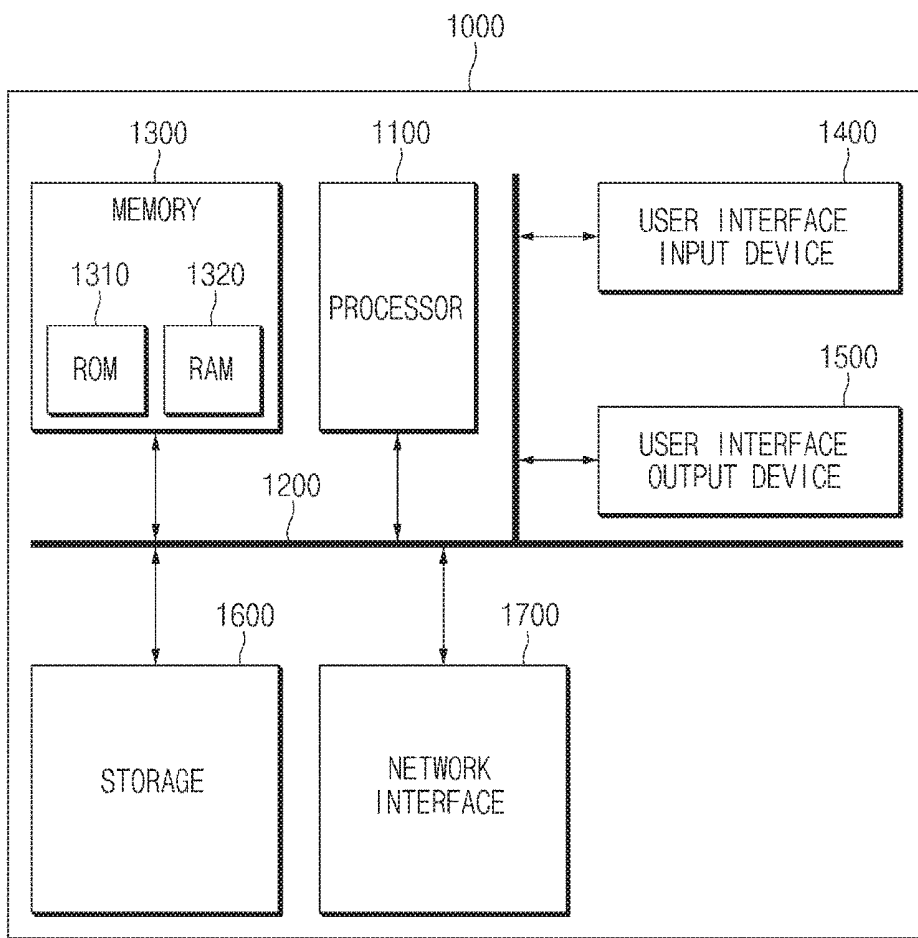 1000
1300
1100
1400
MEMORY
USER INTERFACE
INPUT DEVICE
1310
1320
PROCESSOR
ROM
RAM
1500
USER INTERFACE
OUTPUT DEVICE
1200
1600
1700
STORAGE
NETWORK
INTERFACE